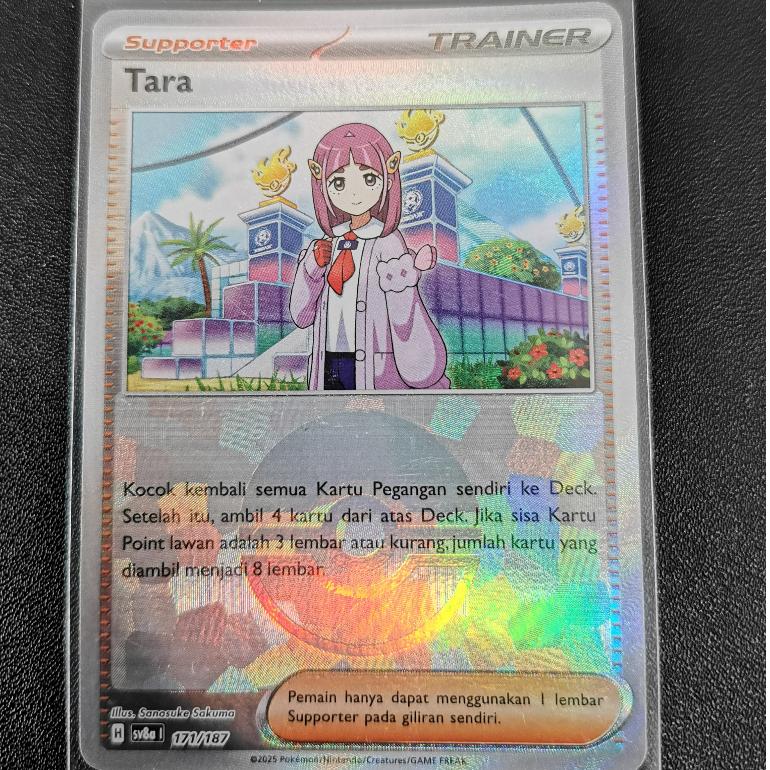 Supporter TRAINER
Tara
Kocok kembali semua Kartu Pegangan sendiri ke Deck.
Setelah itu, ambil 4 kartu dari atas Deck. Jika sisa Kartu
Point lawan adalah 3 lembar atau kurang, jumlah kartu yang
diambil menjadi 8 lembar.
Pemain hanya dapat menggunakan 1 lembar
Supporter pada giliran sendiri.
Illus. Sanosuke Sakuma
H sv8a I 171/187
©2025 Pokémon/Nintendo/Creatures/GAME FREAK